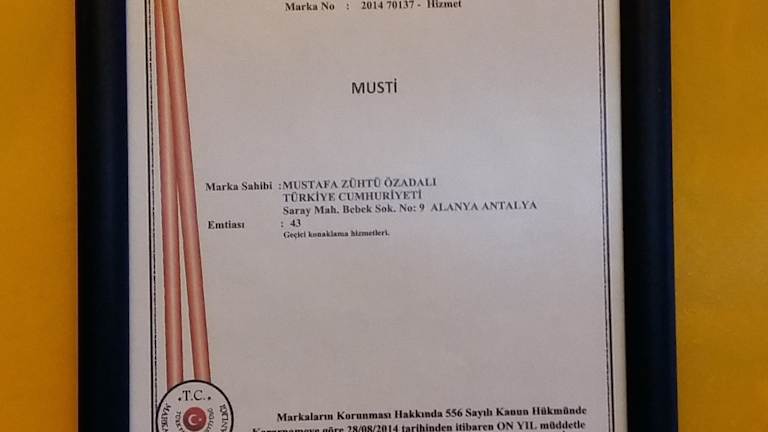 Marka No : 2014 70137 - Hizmet
MUSTİ
Marka Sahibi :MUSTAFA ZÜHTÜ ÖZADALI
TÜRKİYE CUMHURİYETİ
Saray Mah. Bebek Sok. No: 9 ALANYA ANTALYA
Emtiası : 43
Geçici konaklama hizmetleri.
T.C.
Markaların Korunması Hakkında 556 Sayılı Kanun Hükmünde
Kararnameye göre 28/08/2014 tarihinden itibaren ON YIL müddetle